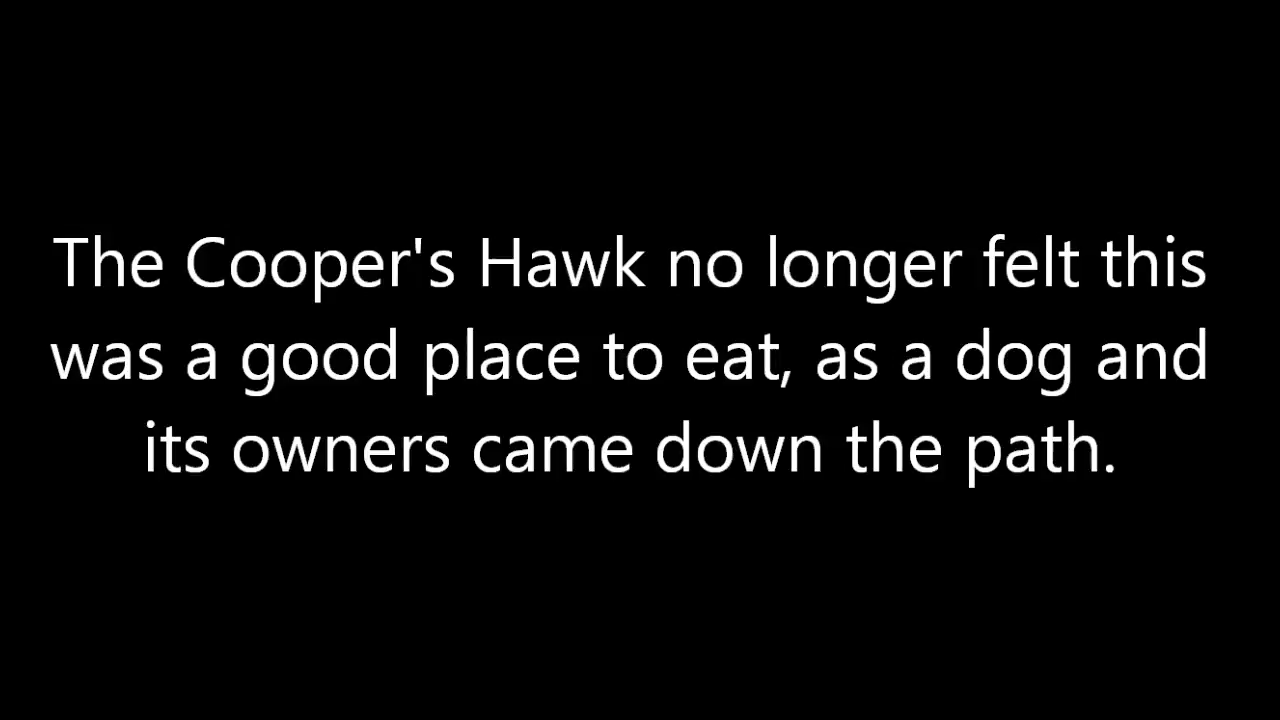 The Cooper's Hawk no longer felt this
was a good place to eat, as a dog and
its owners came down the path.